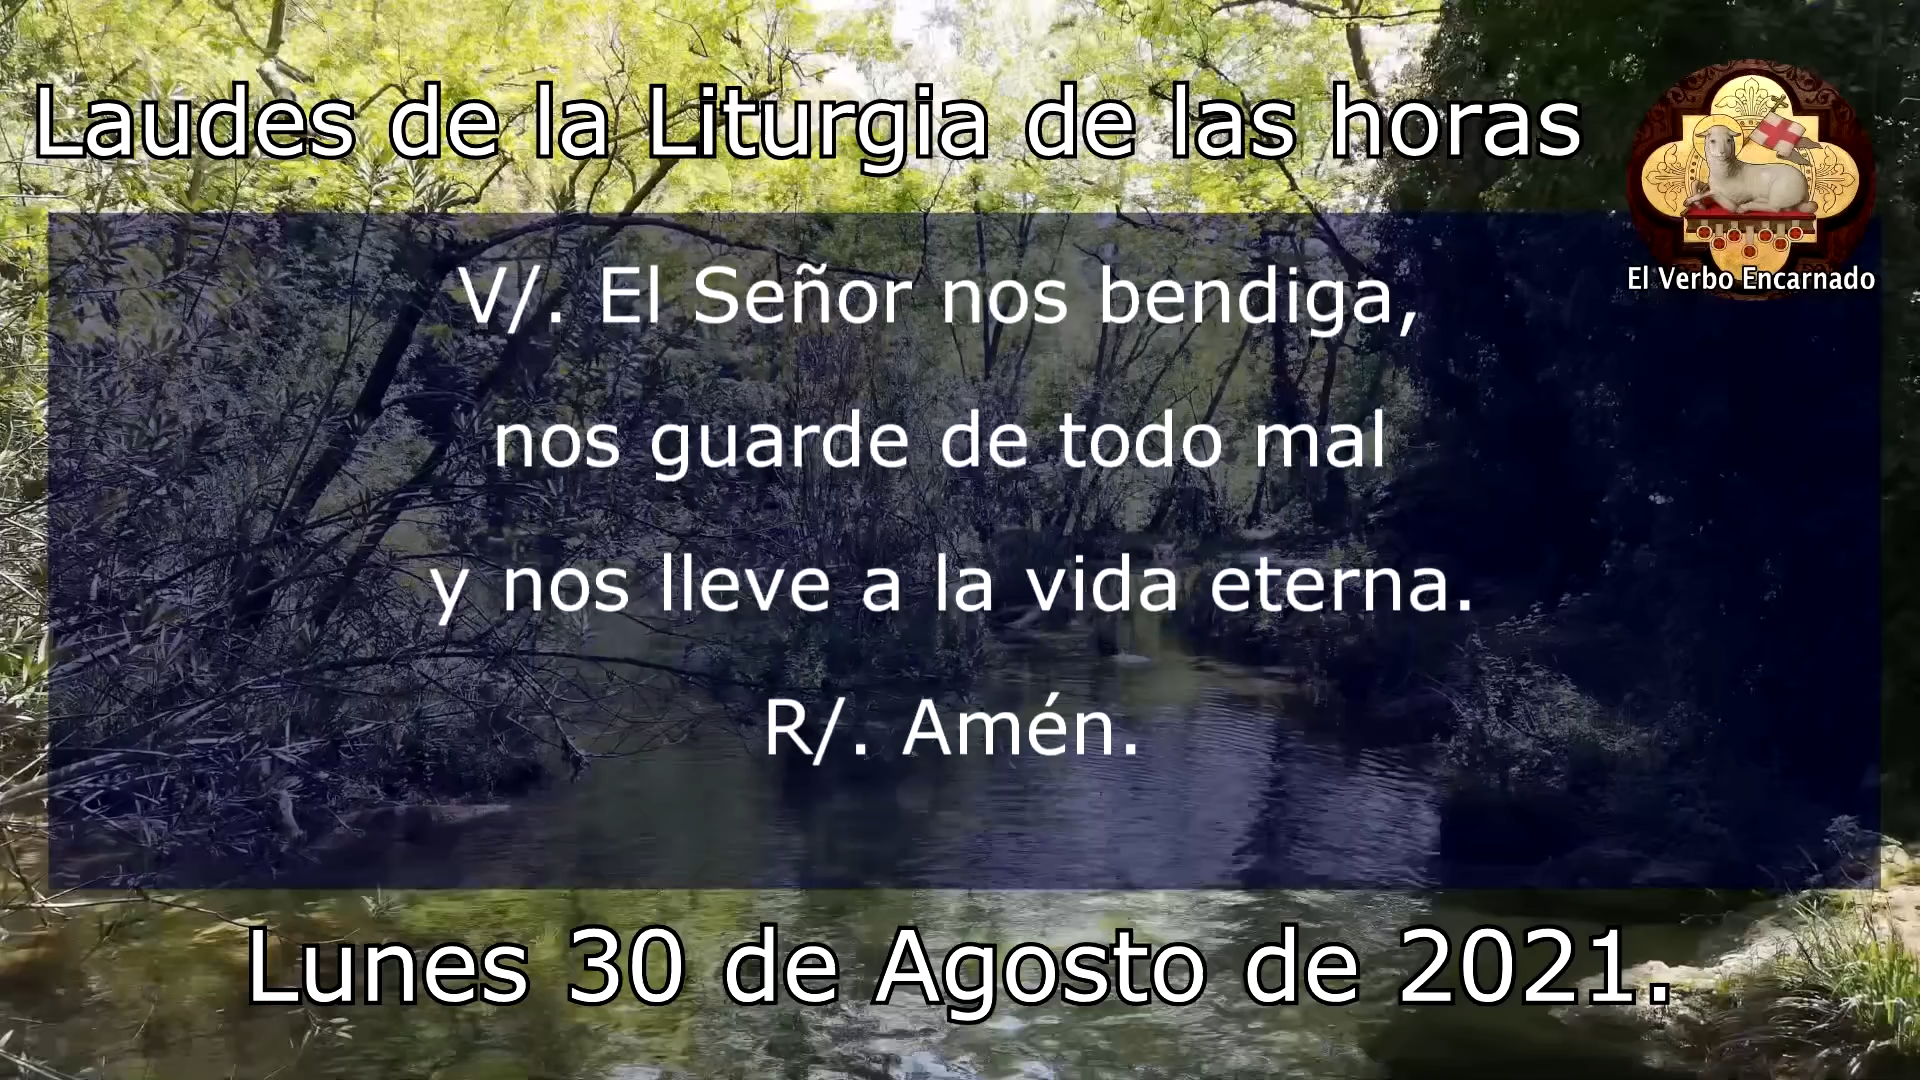 Laudes de la Liturgia de las horas
El Verbo Encarnado
V/. El Señor nos bendiga,
nos guarde de todo mal
y nos lleve a la vida eterna.
R/. Amén.
Lunes 30 de Agosto de 2021.